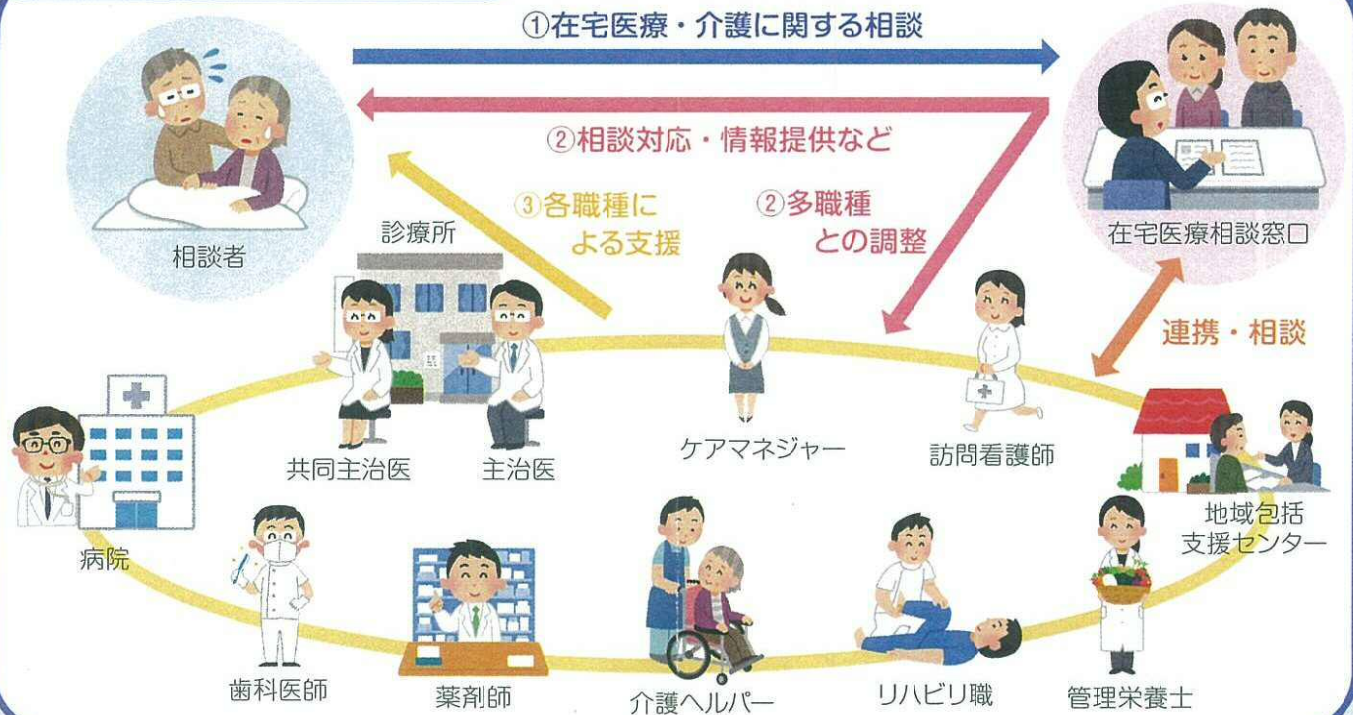 ①在宅医療・介護に関する相談
②相談対応・情報提供など
③各職種に
よる支援
②多職種
との調整
相談者
診療所
在宅医療相談窓口
連携・相談
共同主治医
主治医
ケアマネジャー
訪問看護師
病院
地域包括
支援センター
歯科医師
薬剤師
介護ヘルパー
リハビリ職
管理栄養士